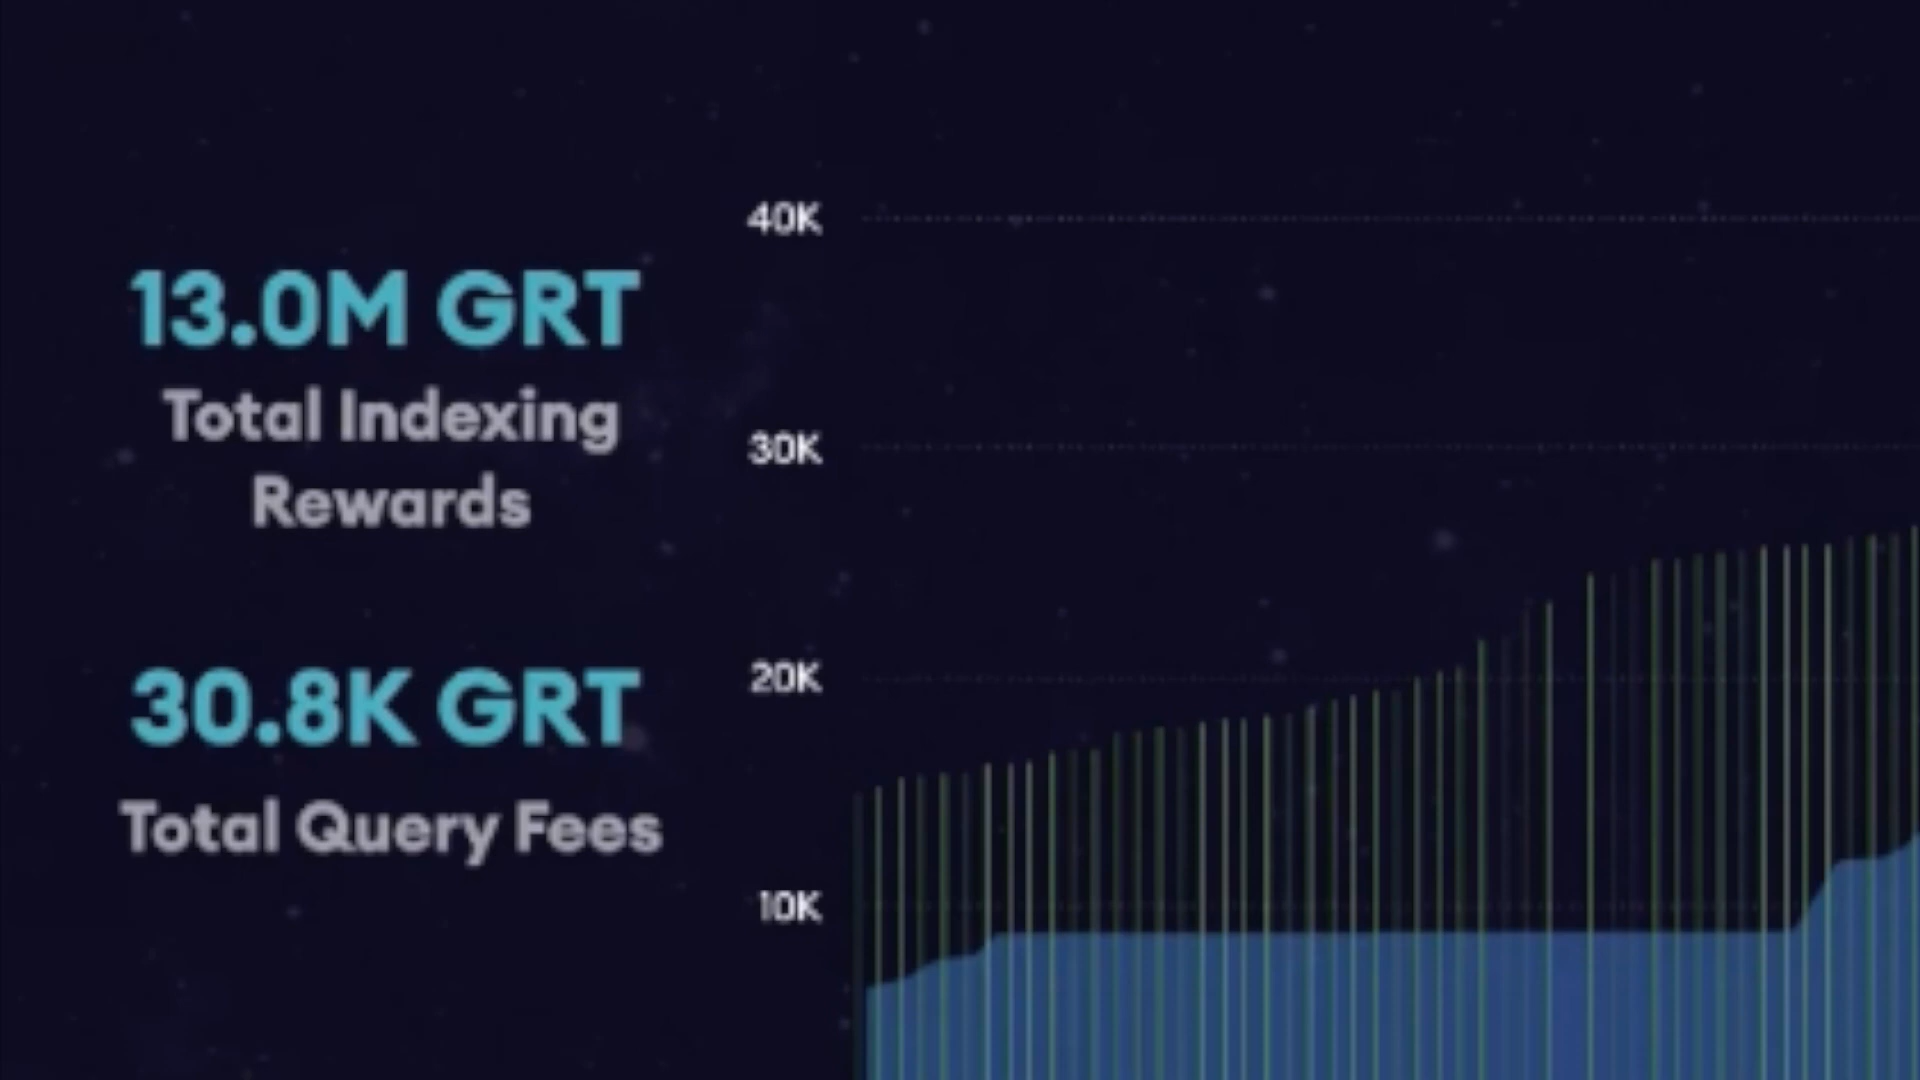 13.0M GRT
Total Indexing
Rewards
30.8K GRT
Total Query Fees
40K
30K
20K
10K